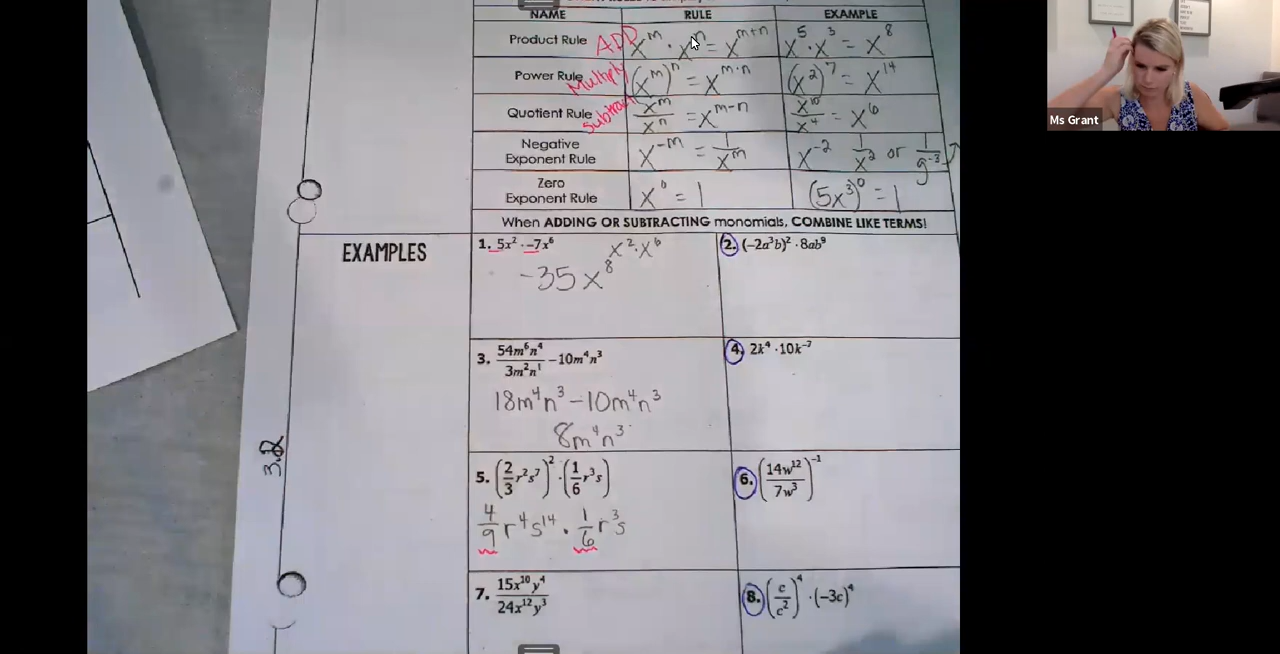 NAME RULE EXAMPLE
Product Rule ADD x^m · x^n = x^{m+n} x^5 · x^3 = x^8
Power Rule Multiply (x^m)^n = x^{m·n} (x^2)^7 = x^{14}
Quotient Rule Subtract x^m/x^n = x^{m-n} x^{10}/x^4 = x^6
Negative
Exponent Rule x^{-m} = 1/x^m x^{-2} 1/x^2 or 1/g^{-3}
Zero
Exponent Rule x^0 = 1 (5x^3)^0 = 1
When ADDING OR SUBTRACTING monomials, COMBINE LIKE TERMS!
EXAMPLES
1. 5x^2 · -7x^6 x^2 · x^6
-35x^8
2. (-2a^3b)^2 · 8ab^9
3. 54m^6n^4/3m^2n^1 - 10m^4n^3
18m^4n^3 - 10m^4n^3
8m^4n^3
4. 2k^4 · 10k^{-7}
5. (2/3 r^2s^7)^2 · (1/6 r^3s)
4/9 r^4s^{14} · 1/6 r^3s
6. (14w^{12}/7w^3)^{-1}
7. 15x^{10}y^4/24x^{12}y^3
8. (c/c^2)^4 · (-3c)^4
3.2
Ms Grant